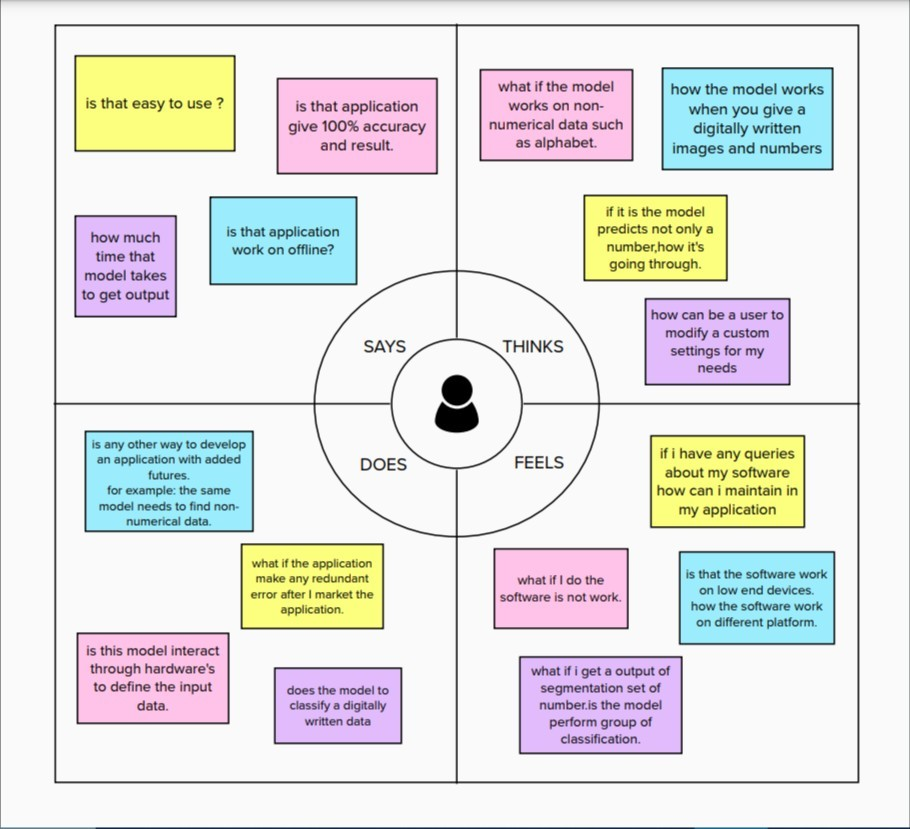 is that easy to use ?
is that application
give 100% accuracy
and result.
how much
time that
model takes
to get output
is that application
work on offline?
what if the model
works on non-
numerical data such
as alphabet.
how the model works
when you give a
digitally written
images and numbers
if it is the model
predicts not only a
number,how it's
going through.
how can be a user to
modify a custom
settings for my
needs
SAYS
THINKS
DOES
FEELS
is any other way to develop
an application with added
futures.
for example: the same
model needs to find non-
numerical data.
what if the application
make any redundant
error after I market the
application.
is this model interact
through hardware's
to define the input
data.
does the model to
classify a digitally
written data
if i have any queries
about my software
how can i maintain in
my application
what if I do the
software is not work.
is that the software work
on low end devices.
how the software work
on different platform.
what if i get a output of
segmentation set of
number.is the model
perform group of
classification.